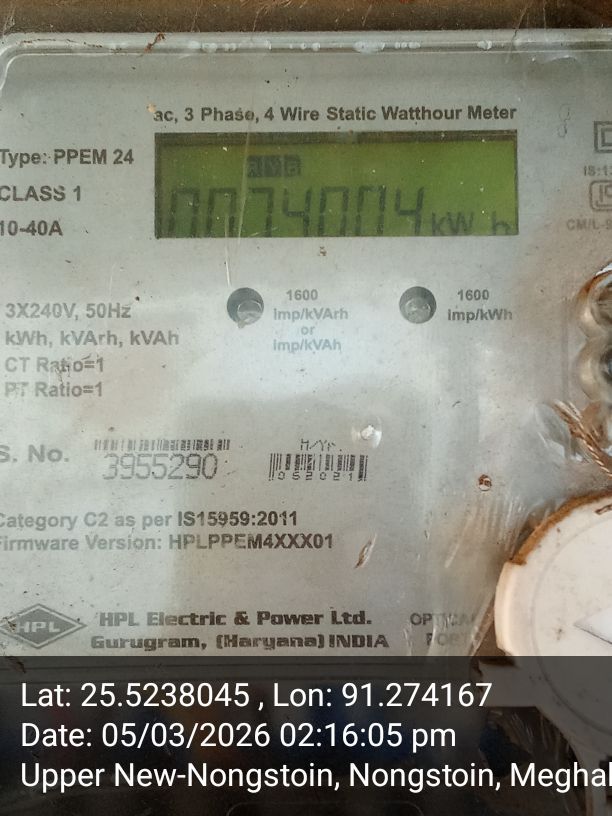 ac, 3 Phase, 4 Wire Static Watthour Meter
Type: PPEM 24
CLASS 1
10-40A
R Y B
0074004 kW h
3X240V, 50Hz
kWh, kVArh, kVAh
CT Ratio=1
PT Ratio=1
1600
Imp/kVArh
or
Imp/kVAh
1600
Imp/kWh
CM/L-
S. No.
3955290
M/Yr.
052021
Category C2 as per IS15959:2011
Firmware Version: HPLPPEM4XXX01
HPL
HPL Electric & Power Ltd.
Gurugram, (Haryana) INDIA
Lat: 25.5238045 , Lon: 91.274167
Date: 05/03/2026 02:16:05 pm
Upper New-Nongstoin, Nongstoin, Meghal